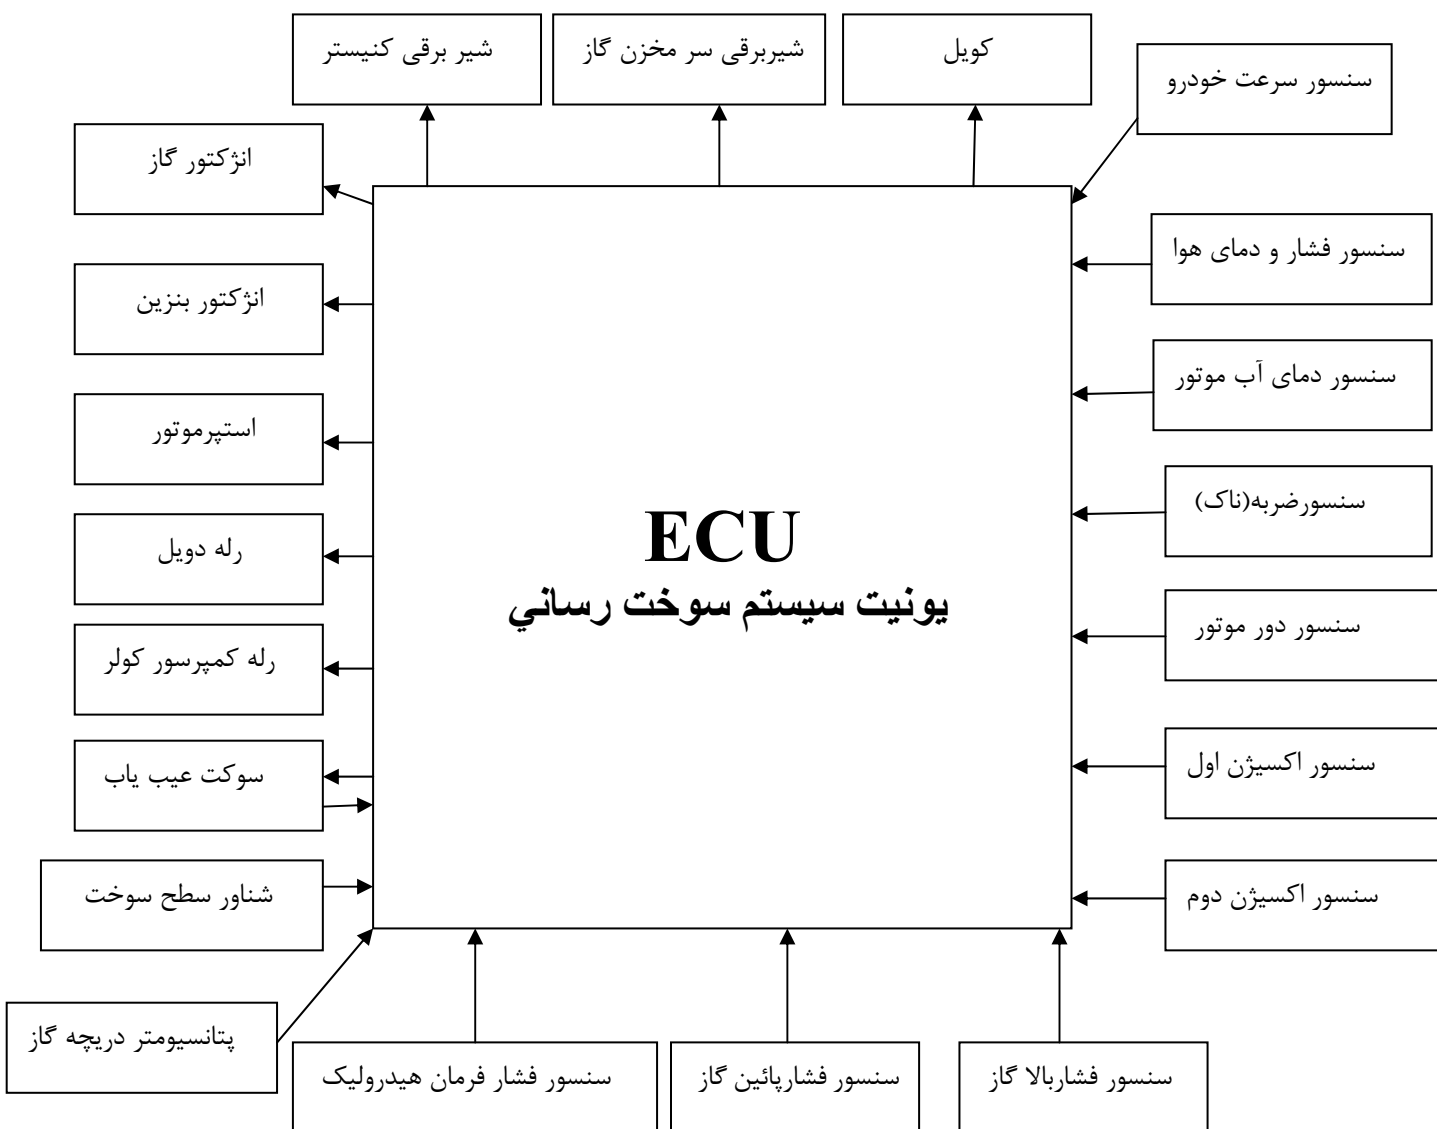 شیر برقی کنیستر
شیربرقی سر مخزن گاز
کویل
سنسور سرعت خودرو
انژکتور گاز
سنسور فشار و دمای هوا
انژکتور بنزین
سنسور دمای آب موتور
استپرموتور
سنسورضربه(ناک)
ECU
یونیت سیستم سوخت رساني
رله دوبل
سنسور دور موتور
رله کمپرسور کولر
سنسور اکسیژن اول
سوکت عیب یاب
سنسور اکسیژن دوم
شناور سطح سوخت
پتانسیومتر دریچه گاز
سنسور فشار فرمان هیدرولیک
سنسور فشارپائین گاز
سنسور فشاربالا گاز